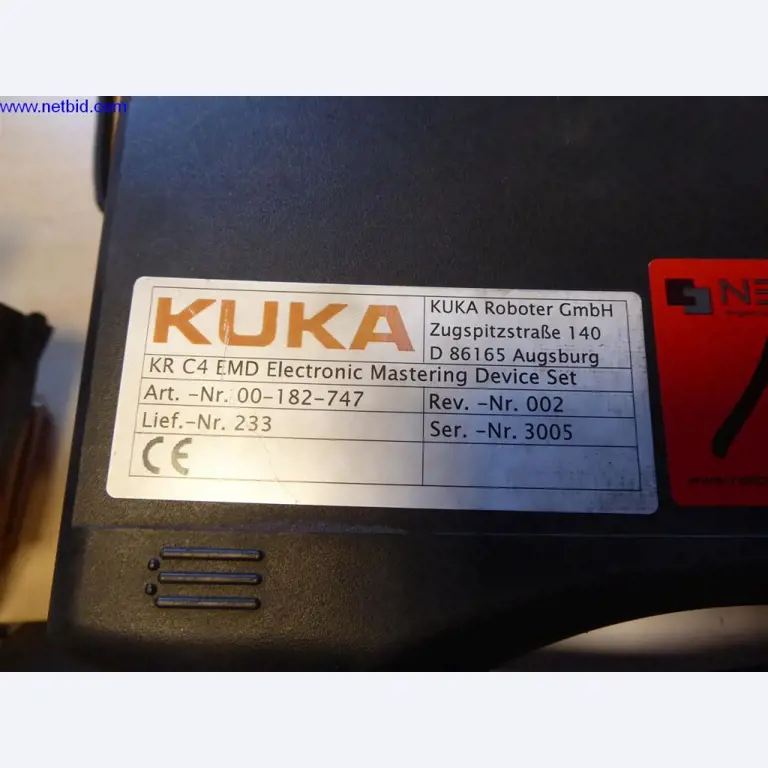 www.netbid.com
KUKA
KUKA Roboter GmbH
Zugspitzstraße 140
D 86165 Augsburg
KR C4 EMD Electronic Mastering Device Set
Art. -Nr. 00-182-747
Rev. -Nr. 002
Lief.-Nr. 233
Ser. -Nr. 3005
CE
NE